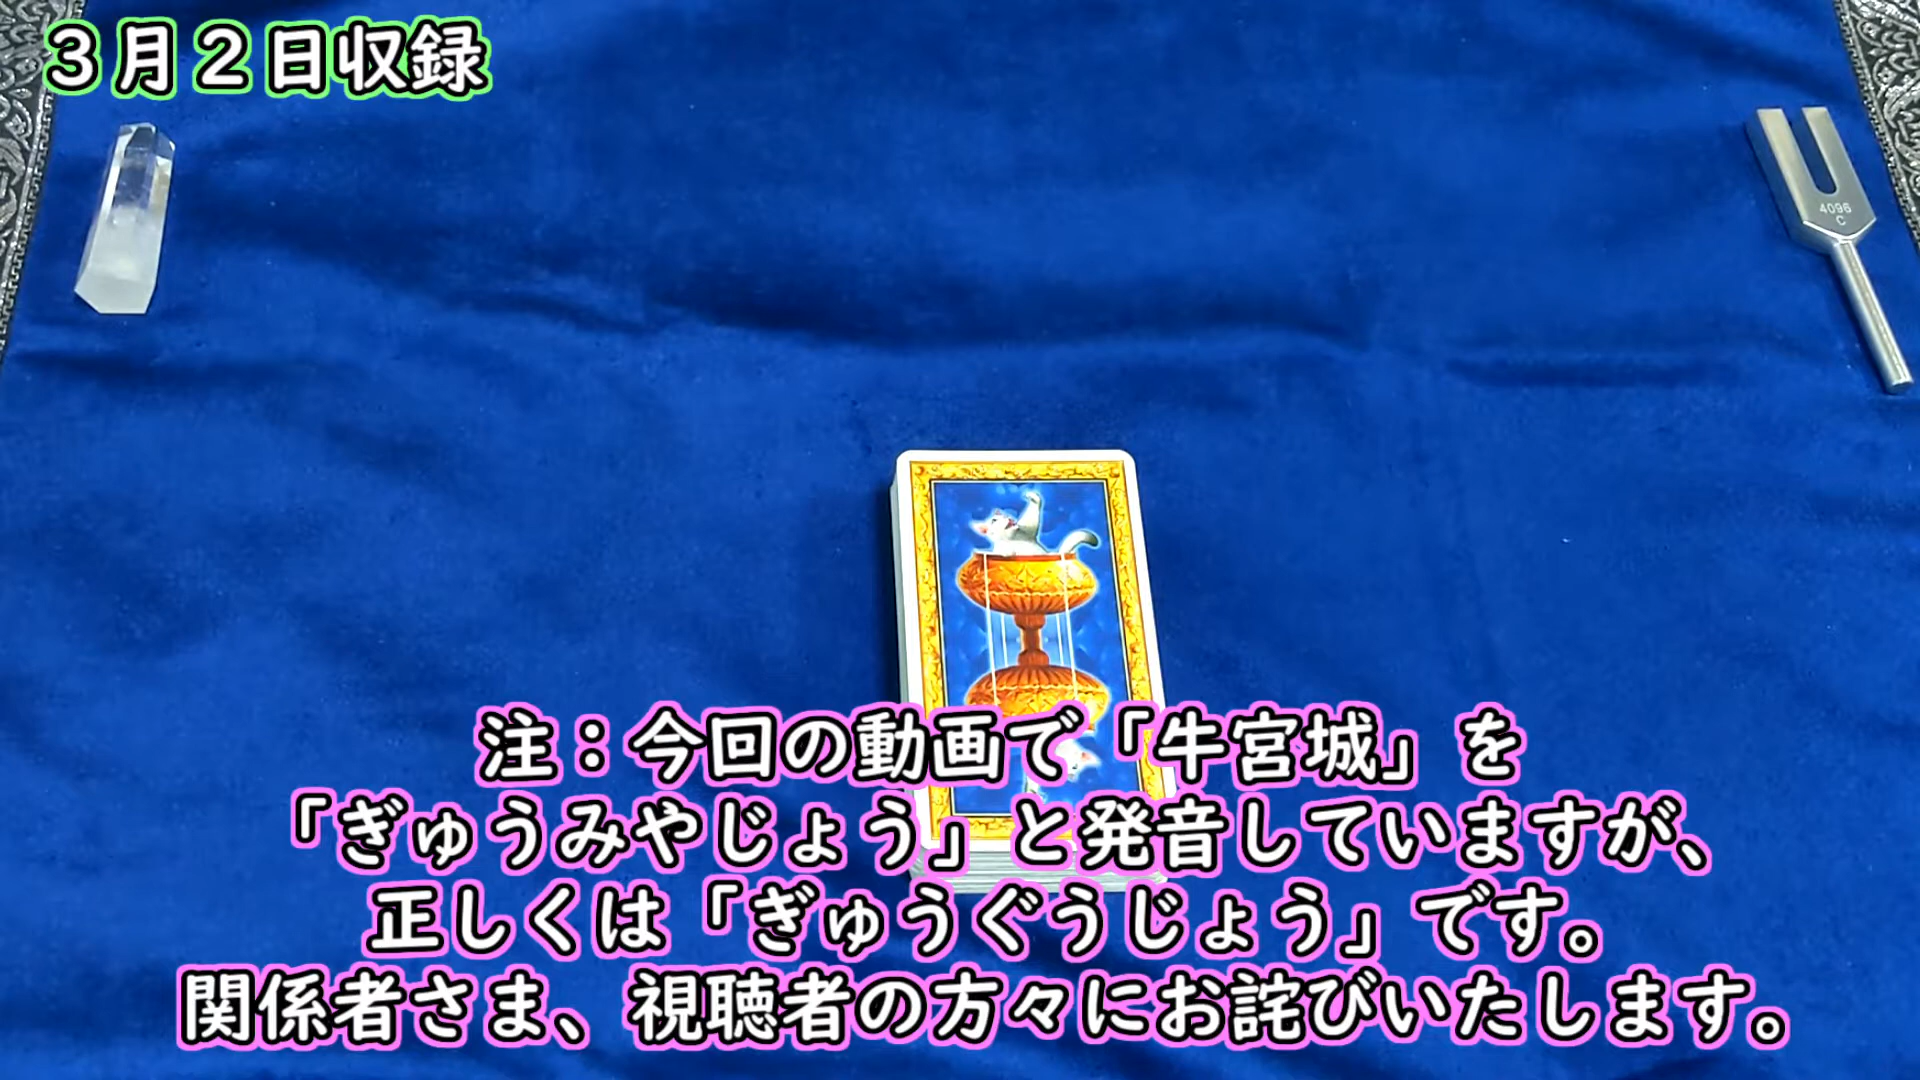 ３月２日収録
4096
C
注：今回の動画で「牛宮城」を
「ぎゅうみやじょう」と発音していますが、
正しくは「ぎゅうぐうじょう」です。
関係者さま、視聴者の方々にお詫びいたします。